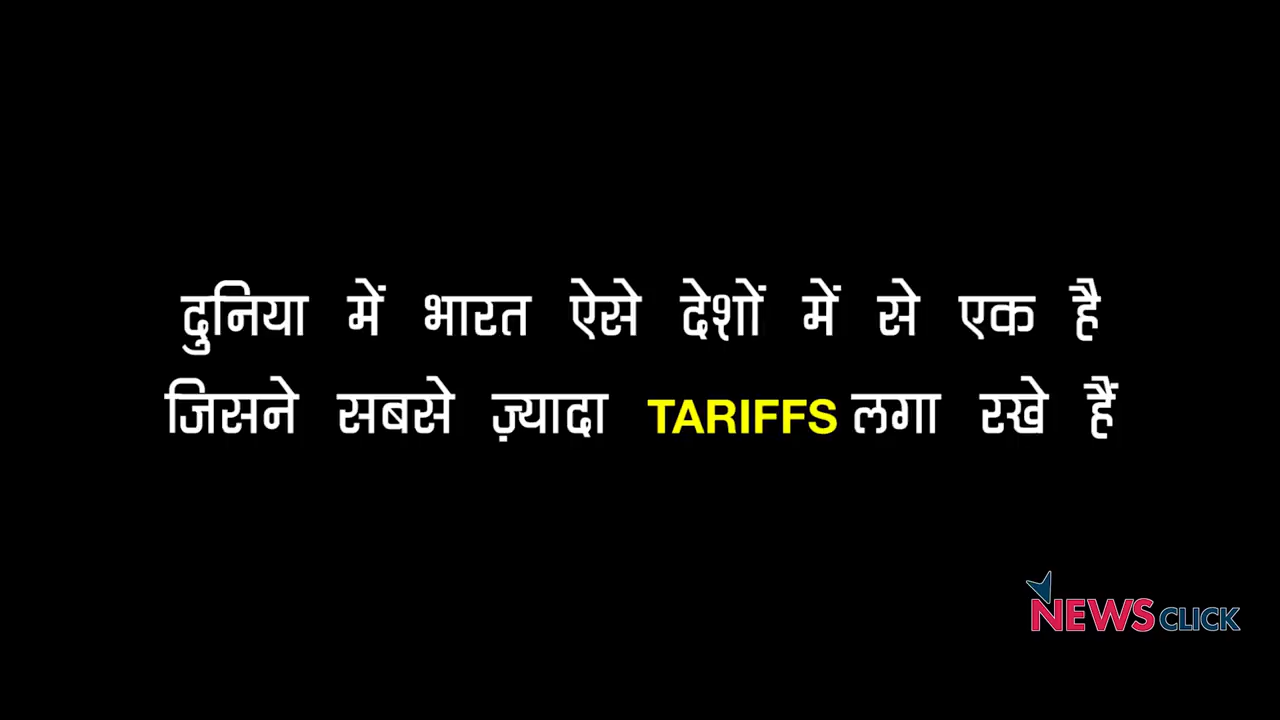 दुनिया में भारत ऐसे देशों में से एक है
जिसने सबसे ज़्यादा TARIFFS लगा रखे हैं
NEWSCLICK